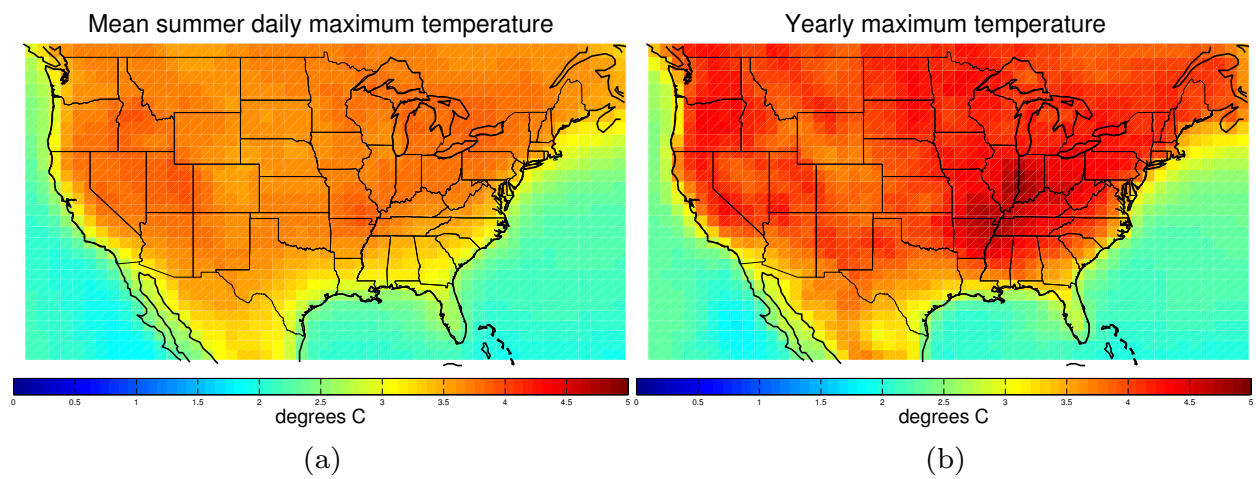 Mean summer daily maximum temperature
Yearly maximum temperature
0 0.5 1 1.5 2 2.5 3 3.5 4 4.5 5
0 0.5 1 1.5 2 2.5 3 3.5 4 4.5 5
degrees C
degrees C
(a)
(b)